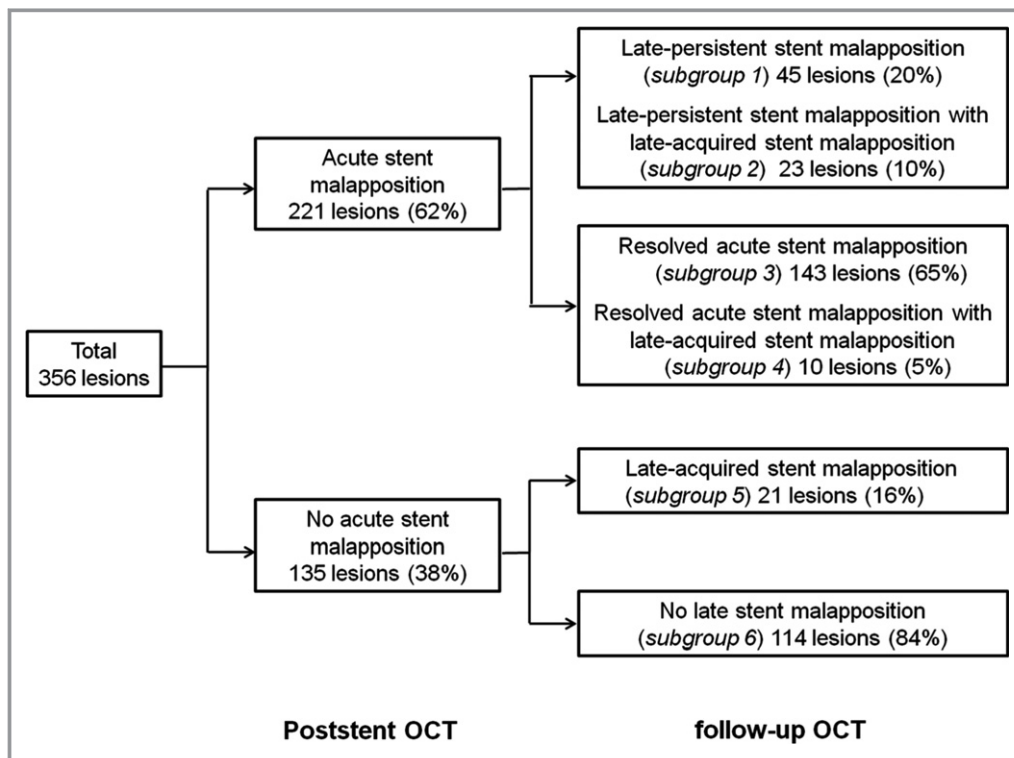 Total
356 lesions
Acute stent
malapposition
221 lesions (62%)
No acute stent
malapposition
135 lesions (38%)
Late-persistent stent malapposition
(subgroup 1) 45 lesions (20%)
Late-persistent stent malapposition with
late-acquired stent malapposition
(subgroup 2) 23 lesions (10%)
Resolved acute stent malapposition
(subgroup 3) 143 lesions (65%)
Resolved acute stent malapposition with
late-acquired stent malapposition
(subgroup 4) 10 lesions (5%)
Late-acquired stent malapposition
(subgroup 5) 21 lesions (16%)
No late stent malapposition
(subgroup 6) 114 lesions (84%)
Poststent OCT
follow-up OCT